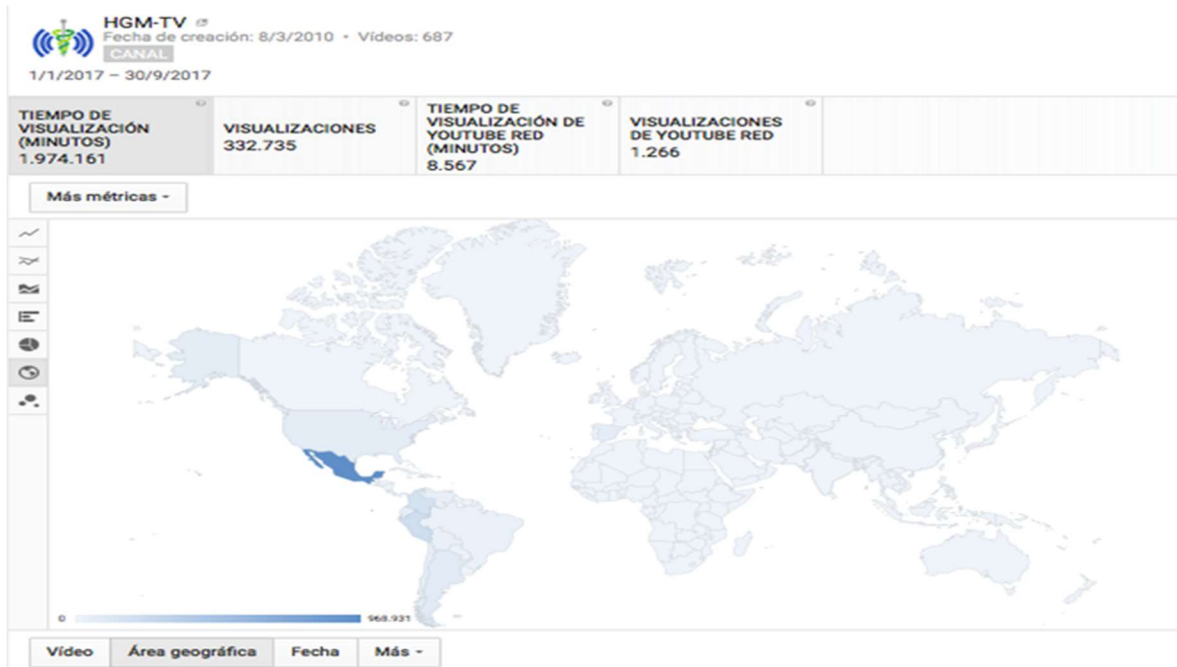 HGM-TV
Fecha de creación: 8/3/2010 • Vídeos: 687
CANAL
1/1/2017 – 30/9/2017
TIEMPO DE
VISUALIZACIÓN
(MINUTOS)
1.974.161
VISUALIZACIONES
332.735
TIEMPO DE
VISUALIZACIÓN DE
YOUTUBE RED
(MINUTOS)
8.567
VISUALIZACIONES
DE YOUTUBE RED
1.266
Más métricas
0 968.931
Vídeo Área geográfica Fecha Más